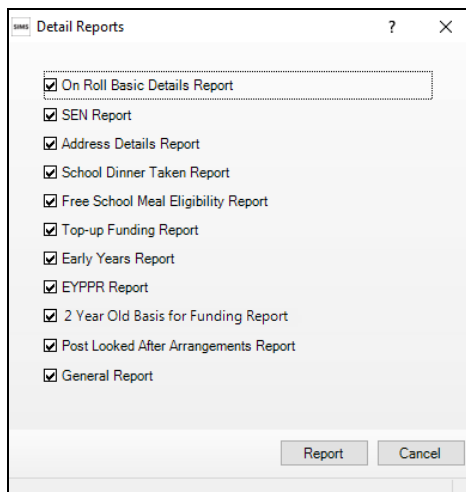 SIMS Detail Reports ? X
On Roll Basic Details Report
SEN Report
Address Details Report
School Dinner Taken Report
Free School Meal Eligibility Report
Top-up Funding Report
Early Years Report
EYPPR Report
2 Year Old Basis for Funding Report
Post Looked After Arrangements Report
General Report
Report Cancel